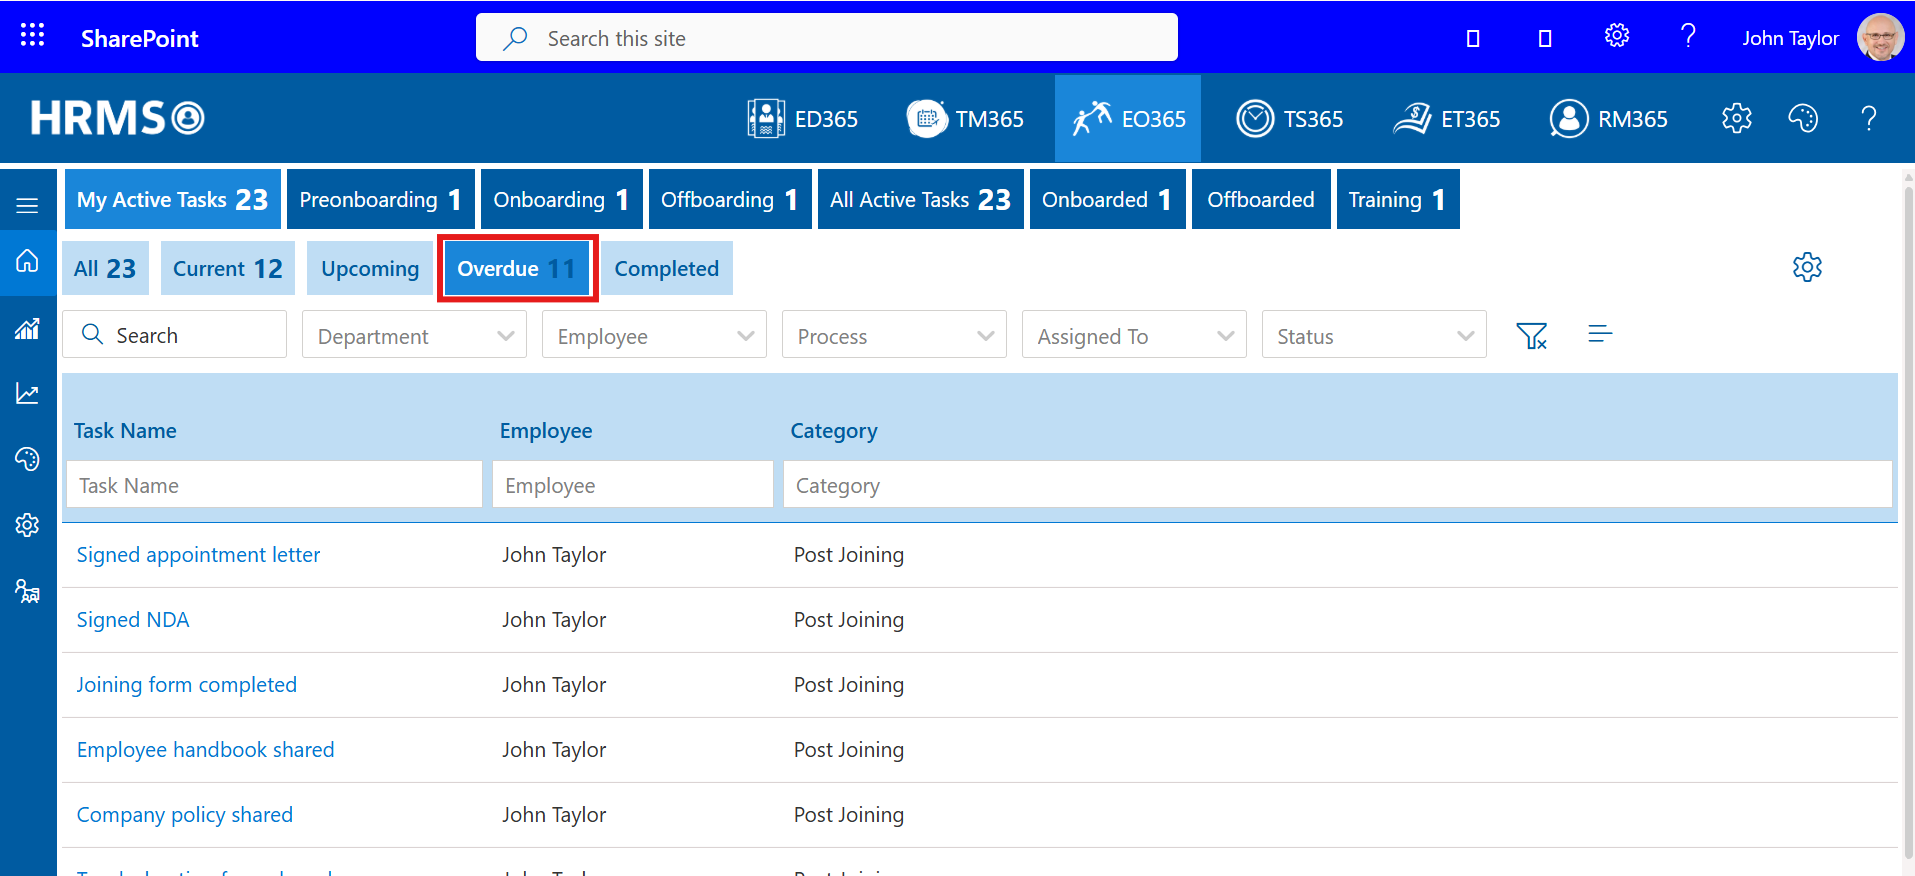 SharePoint
Search this site
John Taylor
HRMS
ED365
TM365
EO365
TS365
ET365
RM365
My Active Tasks 23
Preonboarding 1
Onboarding 1
Offboarding 1
All Active Tasks 23
Onboarded 1
Offboarded
Training 1
All 23
Current 12
Upcoming
Overdue 11
Completed
Search
Department
Employee
Process
Assigned To
Status
Task Name
Employee
Category
Task Name
Employee
Category
Signed appointment letter
John Taylor
Post Joining
Signed NDA
John Taylor
Post Joining
Joining form completed
John Taylor
Post Joining
Employee handbook shared
John Taylor
Post Joining
Company policy shared
John Taylor
Post Joining
John Taylor
Post Joining